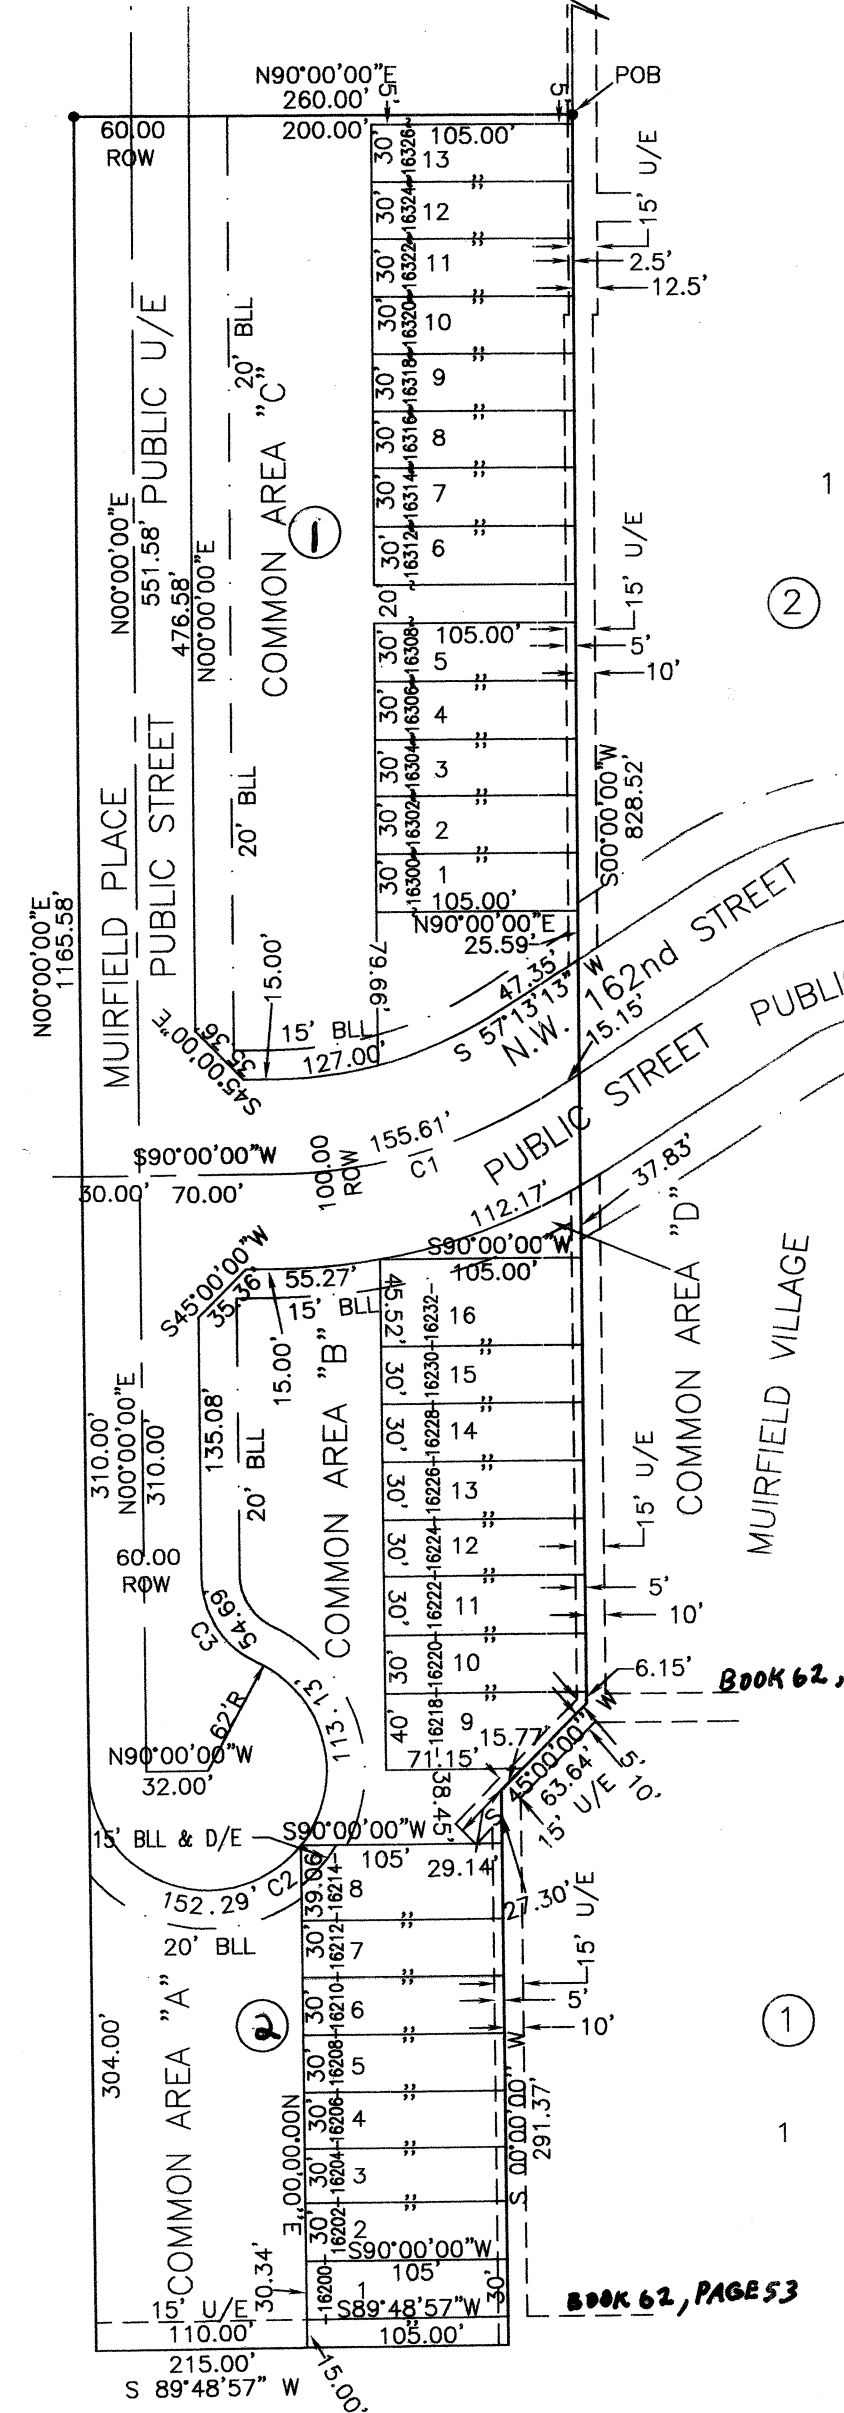 N90°00'00"E
260.00'
5'
5'
POB
60.00
ROW
200.00'
105.00'
30' ~16326~ 13
30' ~16324~ 12
30' ~16322~ 11
30' ~16320~ 10
30' ~16318~ 9
30' ~16316~ 8
30' ~16314~ 7
30' ~16312~ 6
15' U/E
2.5'
12.5'
20' BLL
COMMON AREA "C"
1
PUBLIC U/E
N00°00'00"E
551.58'
476.58'
N00°00'00"E
1
2
20'
105.00'
30' ~16308~ 5
30' ~16306~ 4
30' ~16304~ 3
30' ~16302~ 2
30' ~16300~ 1
105.00'
15' U/E
5'
10'
S00°00'00"W
828.52'
MUIRFIELD PLACE
PUBLIC STREET
20' BLL
N00°00'00"E
1165.58'
N90°00'00"E
25.59'
79.66'
15.00'
47.35'
S 57°13'13" W
N.W. 162nd STREET
15.15'
PUBLIC STREET
PUBLI
35.36'
S45°00'00"E
15' BLL
127.00'
S90°00'00"W
30.00'
70.00'
100.00
ROW
155.61'
C1
112.17'
37.83'
S90°00'00"W
105.00'
S45°00'00"W
35.36'
55.27'
15' BLL
15.00'
45.52' -16232- 16
30' -16230- 15
30' -16228- 14
30' -16226- 13
30' -16224- 12
30' -16222- 11
30' -16220- 10
40' -16218- 9
COMMON AREA "D"
MUIRFIELD VILLAGE
310.00'
N00°00'00"E
310.00'
135.08'
20' BLL
COMMON AREA "B"
15' U/E
5'
10'
60.00
ROW
C3
54.69'
62'R
113.13'
6.15'
BOOK 62,
N90°00'00"W
32.00'
15.77'
71.15'
38.45'
S 45°00'00" W
63.64'
15' U/E
5'
10'
15' BLL & D/E
S90°00'00"W
105'
29.14'
27.30'
152.29'
C2
20' BLL
39.06' -16214- 8
30' -16212- 7
30' -16210- 6
30' -16208- 5
30' -16206- 4
30' -16204- 3
30' -16202- 2
-16200- 1
15' U/E
5'
10'
304.00'
COMMON AREA "A"
2
1
N00°00'00"E
S 00°00'00" W
291.37'
1
S90°00'00"W
105'
30.34'
30'
BOOK 62, PAGE 53
15' U/E
S89°48'57"W
110.00'
105.00'
215.00'
S 89°48'57" W
15.00'